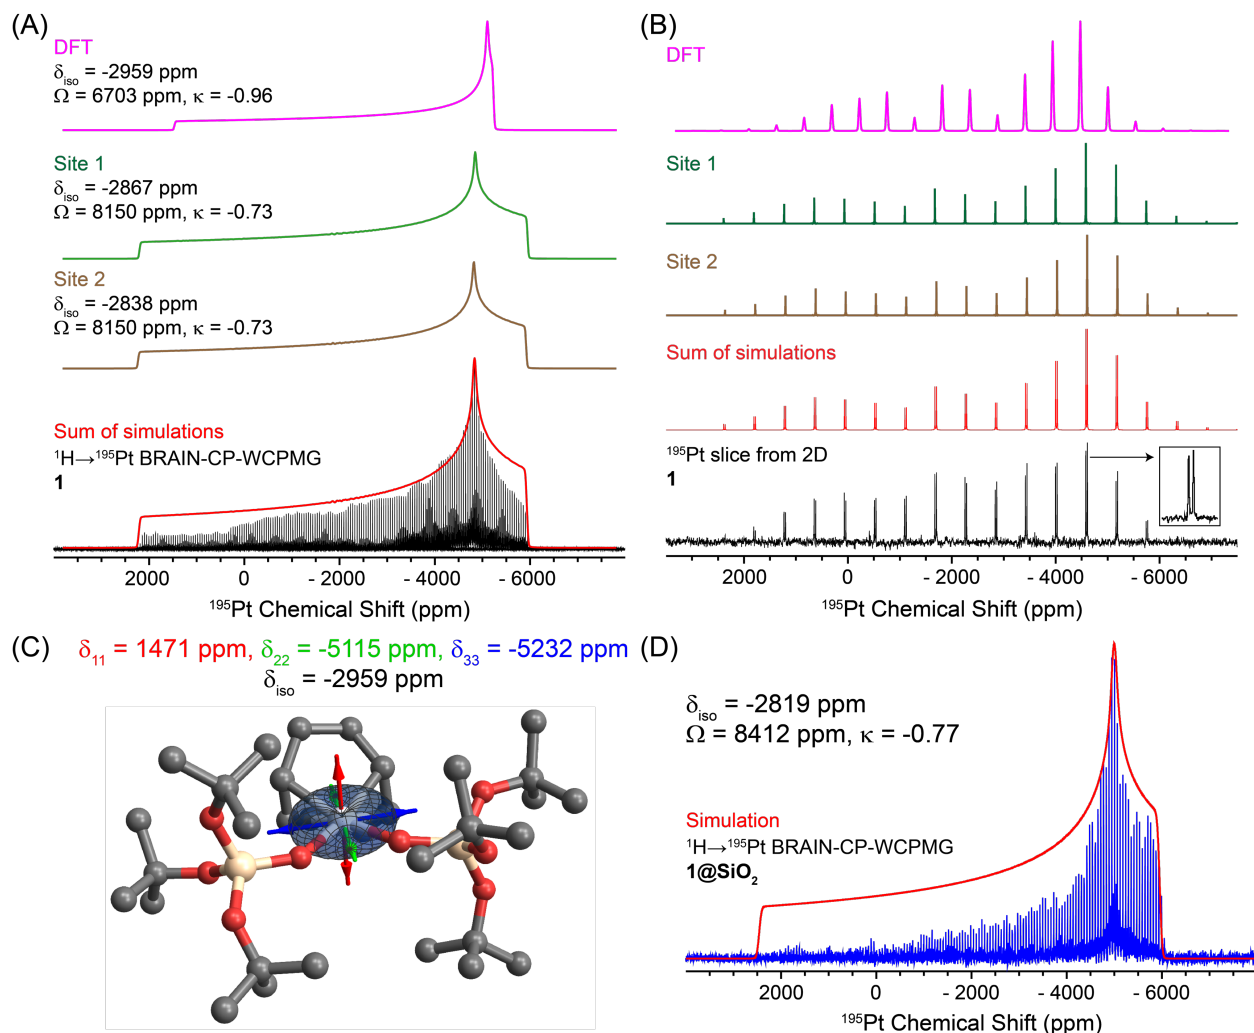 (A)
DFT
δiso = -2959 ppm
Ω = 6703 ppm, κ = -0.96
Site 1
δiso = -2867 ppm
Ω = 8150 ppm, κ = -0.73
Site 2
δiso = -2838 ppm
Ω = 8150 ppm, κ = -0.73
Sum of simulations
¹H→¹⁹⁵Pt BRAIN-CP-WCPMG
1
2000 0 - 2000 - 4000 - 6000
¹⁹⁵Pt Chemical Shift (ppm)
(B)
DFT
Site 1
Site 2
Sum of simulations
¹⁹⁵Pt slice from 2D
1
2000 0 - 2000 - 4000 - 6000
¹⁹⁵Pt Chemical Shift (ppm)
(C)
δ₁₁ = 1471 ppm, δ₂₂ = -5115 ppm, δ₃₃ = -5232 ppm
δiso = -2959 ppm
(D)
δiso = -2819 ppm
Ω = 8412 ppm, κ = -0.77
Simulation
¹H→¹⁹⁵Pt BRAIN-CP-WCPMG
1@SiO₂
2000 0 - 2000 - 4000 - 6000
¹⁹⁵Pt Chemical Shift (ppm)